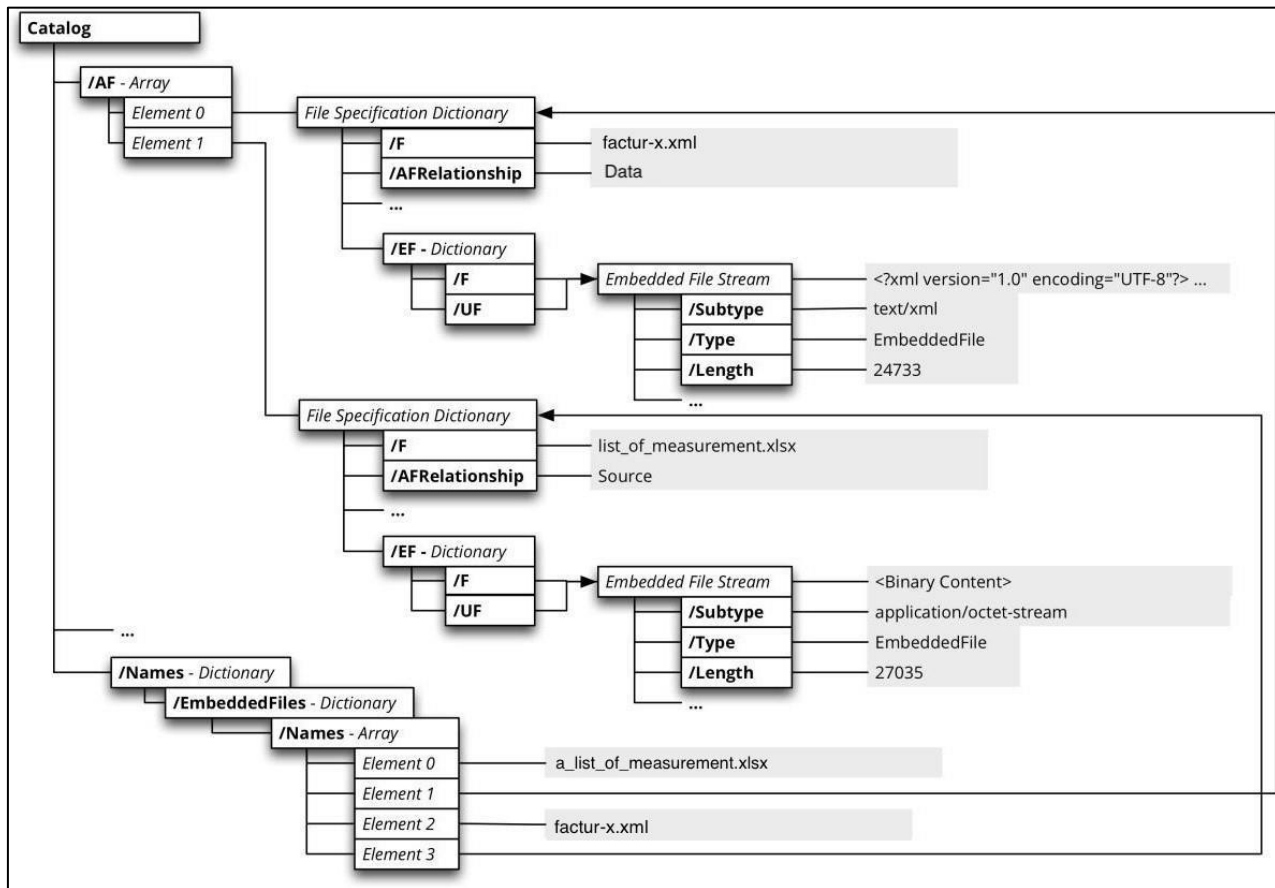 Catalog
/AF - Array
Element 0
Element 1
File Specification Dictionary
/F
factur-x.xml
/AFRelationship
Data
...
/EF - Dictionary
/F
/UF
Embedded File Stream
<?xml version="1.0" encoding="UTF-8"?> ...
/Subtype
text/xml
/Type
EmbeddedFile
/Length
24733
...
File Specification Dictionary
/F
list_of_measurement.xlsx
/AFRelationship
Source
...
/EF - Dictionary
/F
/UF
Embedded File Stream
<Binary Content>
/Subtype
application/octet-stream
/Type
EmbeddedFile
/Length
27035
...
...
/Names - Dictionary
/EmbeddedFiles - Dictionary
/Names - Array
Element 0
a_list_of_measurement.xlsx
Element 1
Element 2
factur-x.xml
Element 3